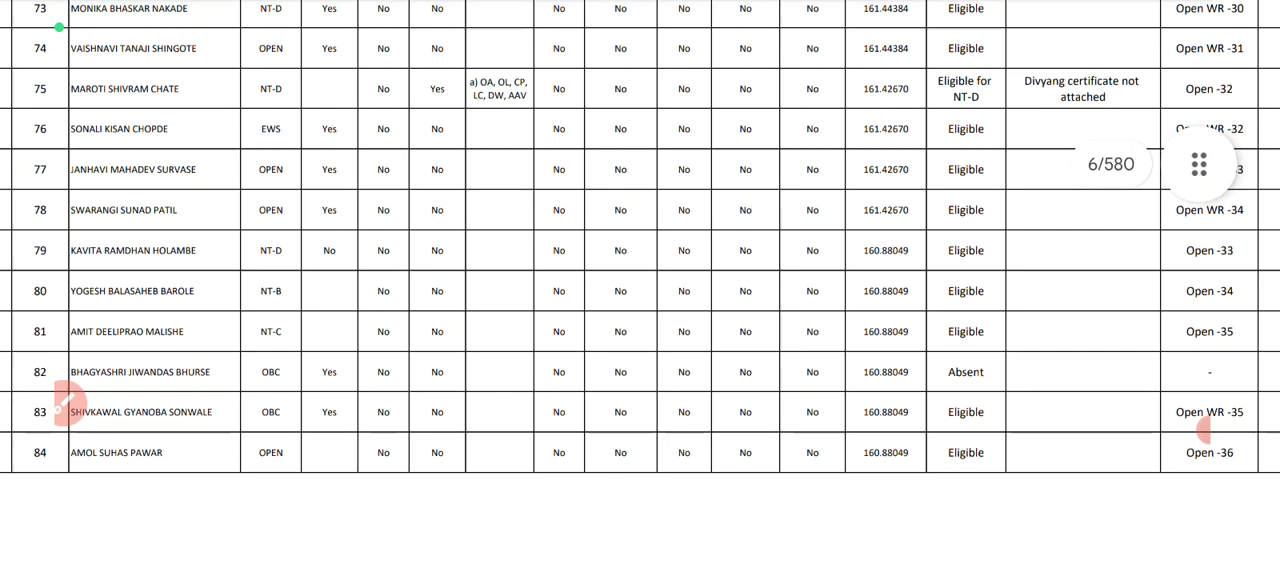 73 MONIKA BHASKAR NAKADE NT-D Yes No No No No No No No 161.44384 Eligible Open WR -30
74 VAISHNAVI TANAJI SHINGOTE OPEN Yes No No No No No No No 161.44384 Eligible Open WR -31
75 MAROTI SHIVRAM CHATE NT-D No Yes a) OA, OL, CP, LC, DW, AAV No No No No No 161.42670 Eligible for NT-D Divyang certificate not attached Open -32
76 SONALI KISAN CHOPDE EWS Yes No No No No No No No 161.42670 Eligible WR -32
77 JANHAVI MAHADEV SURVASE OPEN Yes No No No No No No No 161.42670 Eligible 3
6/580
78 SWARANGI SUNAD PATIL OPEN Yes No No No No No No No 161.42670 Eligible Open WR -34
79 KAVITA RAMDHAN HOLAMBE NT-D No No No No No No No No 160.88049 Eligible Open -33
80 YOGESH BALASAHEB BAROLE NT-B No No No No No No No 160.88049 Eligible Open -34
81 AMIT DEELIPRAO MALISHE NT-C No No No No No No No 160.88049 Eligible Open -35
82 BHAGYASHRI JIWANDAS BHURSE OBC Yes No No No No No No No 160.88049 Absent -
83 SHIVKAWAL GYANOBA SONWALE OBC Yes No No No No No No No 160.88049 Eligible Open WR -35
84 AMOL SUHAS PAWAR OPEN No No No No No No No 160.88049 Eligible Open -36